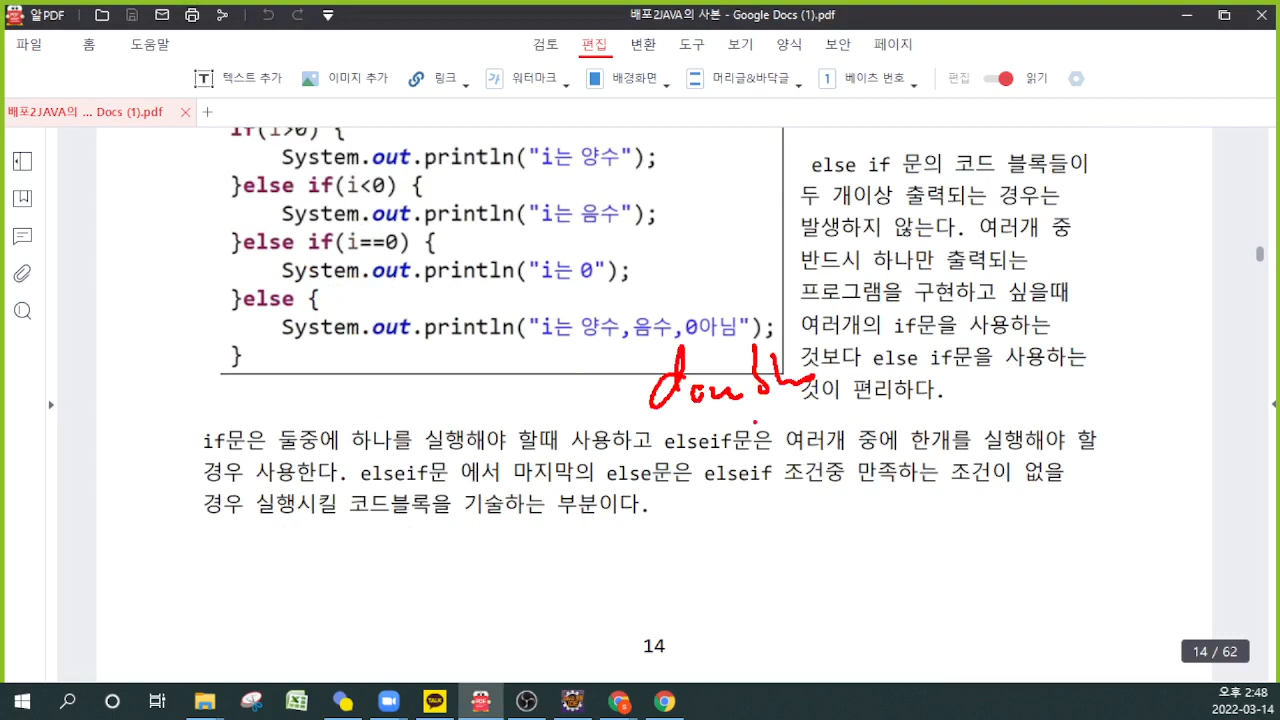 알PDF
배포2JAVA의 사본 - Google Docs (1).pdf
파일 홈 도움말 검토 편집 변환 도구 보기 양식 보안 페이지
텍스트 추가 이미지 추가 링크 워터마크 배경화면 머리글&바닥글 베이츠 번호 편집 읽기
배포2JAVA의 ... Docs (1).pdf
if(i>0) {
System.out.println("i는 양수");
}else if(i<0) {
System.out.println("i는 음수");
}else if(i==0) {
System.out.println("i는 0");
}else {
System.out.println("i는 양수,음수,0아님");
}
else if 문의 코드 블록들이
두 개이상 출력되는 경우는
발생하지 않는다. 여러개 중
반드시 하나만 출력되는
프로그램을 구현하고 싶을때
여러개의 if문을 사용하는
것보다 else if문을 사용하는
것이 편리하다.
if문은 둘중에 하나를 실행해야 할때 사용하고 elseif문은 여러개 중에 한개를 실행해야 할
경우 사용한다. elseif문 에서 마지막의 else문은 elseif 조건중 만족하는 조건이 없을
경우 실행시킬 코드블록을 기술하는 부분이다.
14
14 / 62
TALK
PDF
오후 2:48
2022-03-14